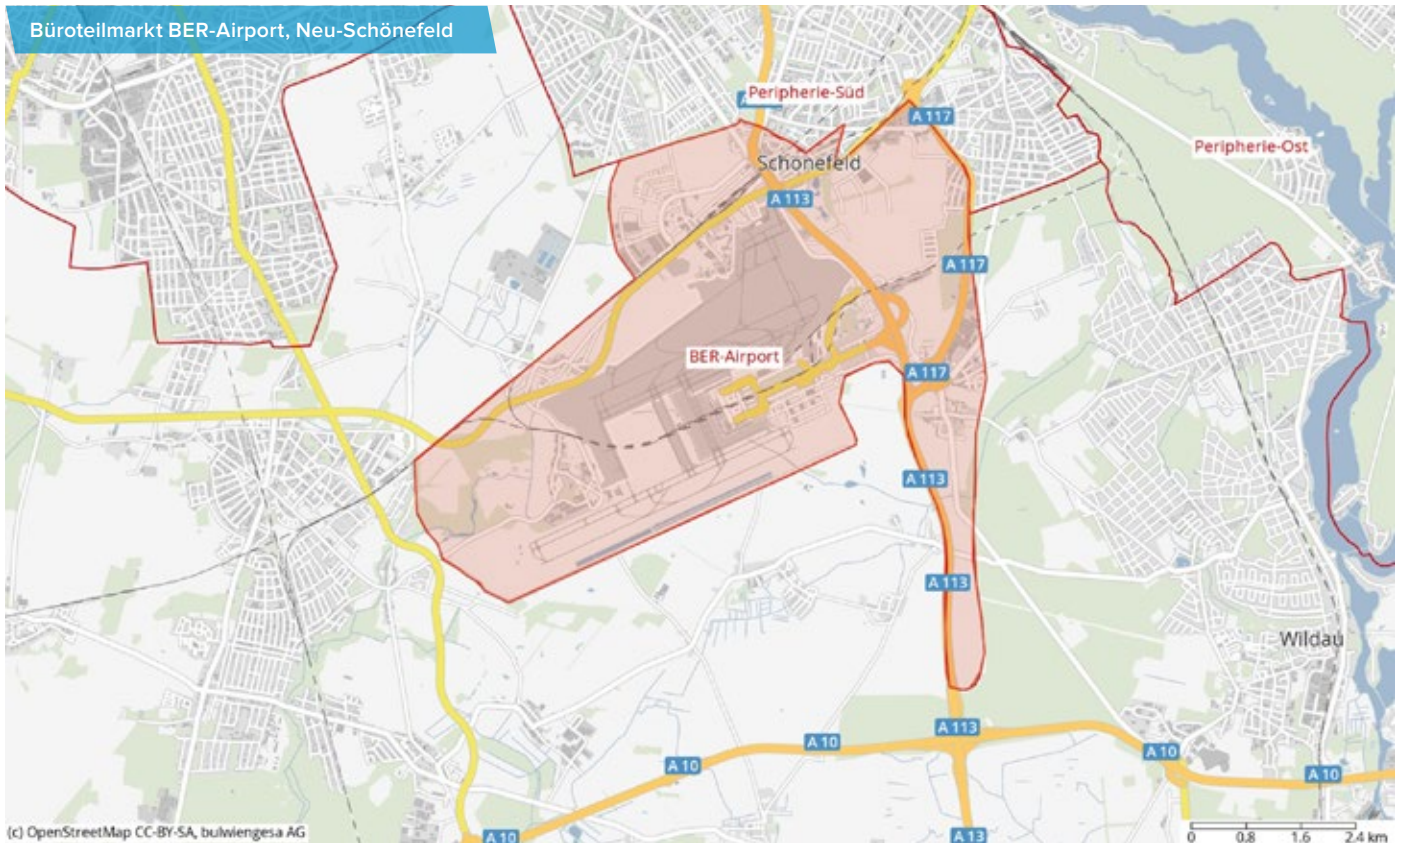 Büroteilmarkt BER-Airport, Neu-Schönefeld
Peripherie-Süd
A 117
Peripherie-Ost
Schönefeld
A 113
A 117
BER-Airport
A 117
A 113
A 113
Wildau
A 113
A 10
A 10
A 10
A 10
A 10
A 13
(c) OpenStreetMap CC-BY-SA, bulwiengesa AG
0 0.8 1.6 2.4 km